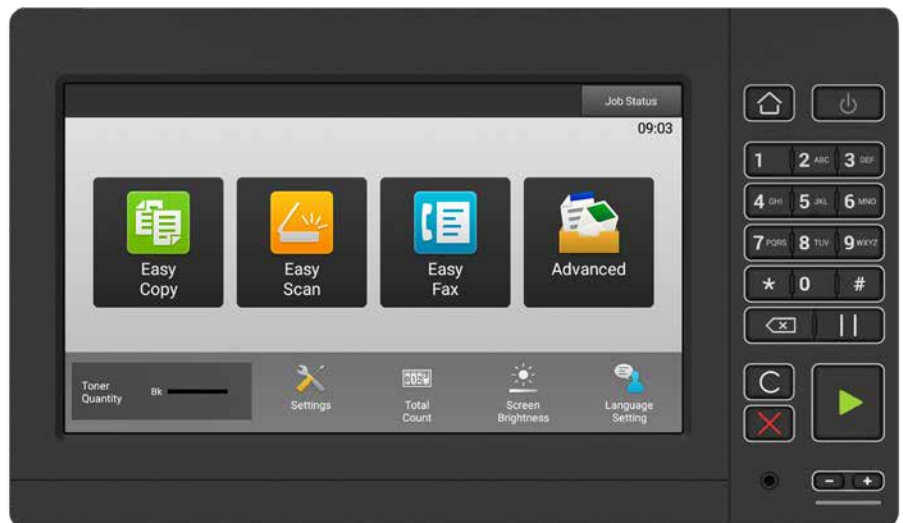 Job Status
09:03
Easy
Copy
Easy
Scan
Easy
Fax
Advanced
Toner
Quantity
Bk
Settings
Total
Count
Screen
Brightness
Language
Setting
1 2 ABC 3 DEF
4 GHI 5 JKL 6 MNO
7 PQRS 8 TUV 9 WXYZ
* 0 #
C
- +